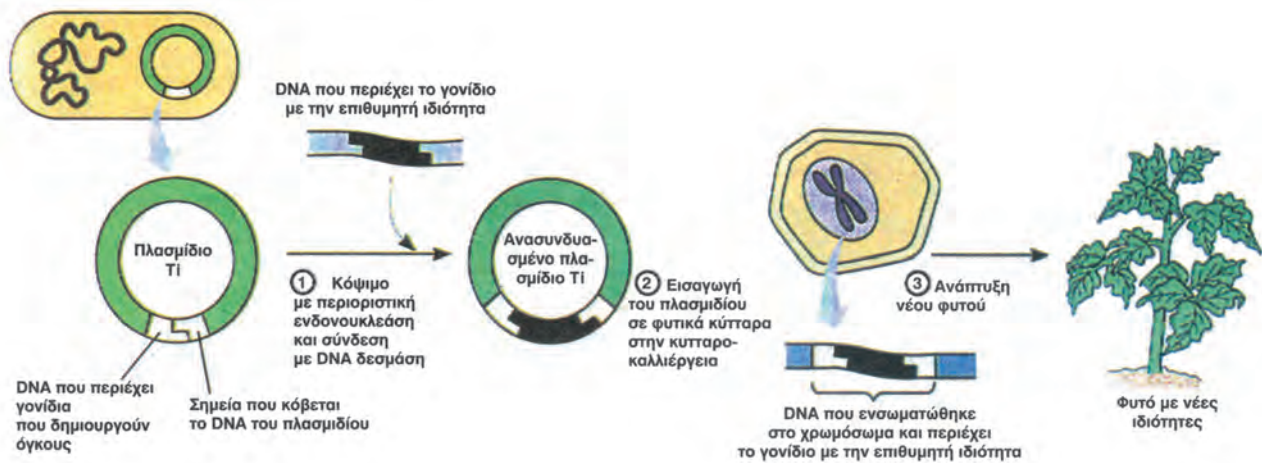 DNA που περιέχει το γονίδιο
με την επιθυμητή ιδιότητα
Πλασμίδιο
Ti
① Κόψιμο
με περιοριστική
ενδονουκλεάση
και σύνδεση
με DNA δεσμάση
Ανασυνδυα-
σμένο πλα-
σμίδιο Ti
② Εισαγωγή
του πλασμιδίου
σε φυτικά κύτταρα
στην κυτταρο-
καλλιέργεια
③ Ανάπτυξη
νέου φυτού
DNA που περιέχει
γονίδια
που δημιουργούν
όγκους
Σημεία που κόβεται
το DNA του πλασμιδίου
DNA που ενσωματώθηκε
στο χρωμόσωμα και περιέχει
το γονίδιο με την επιθυμητή ιδιότητα
Φυτό με νέες
ιδιότητες